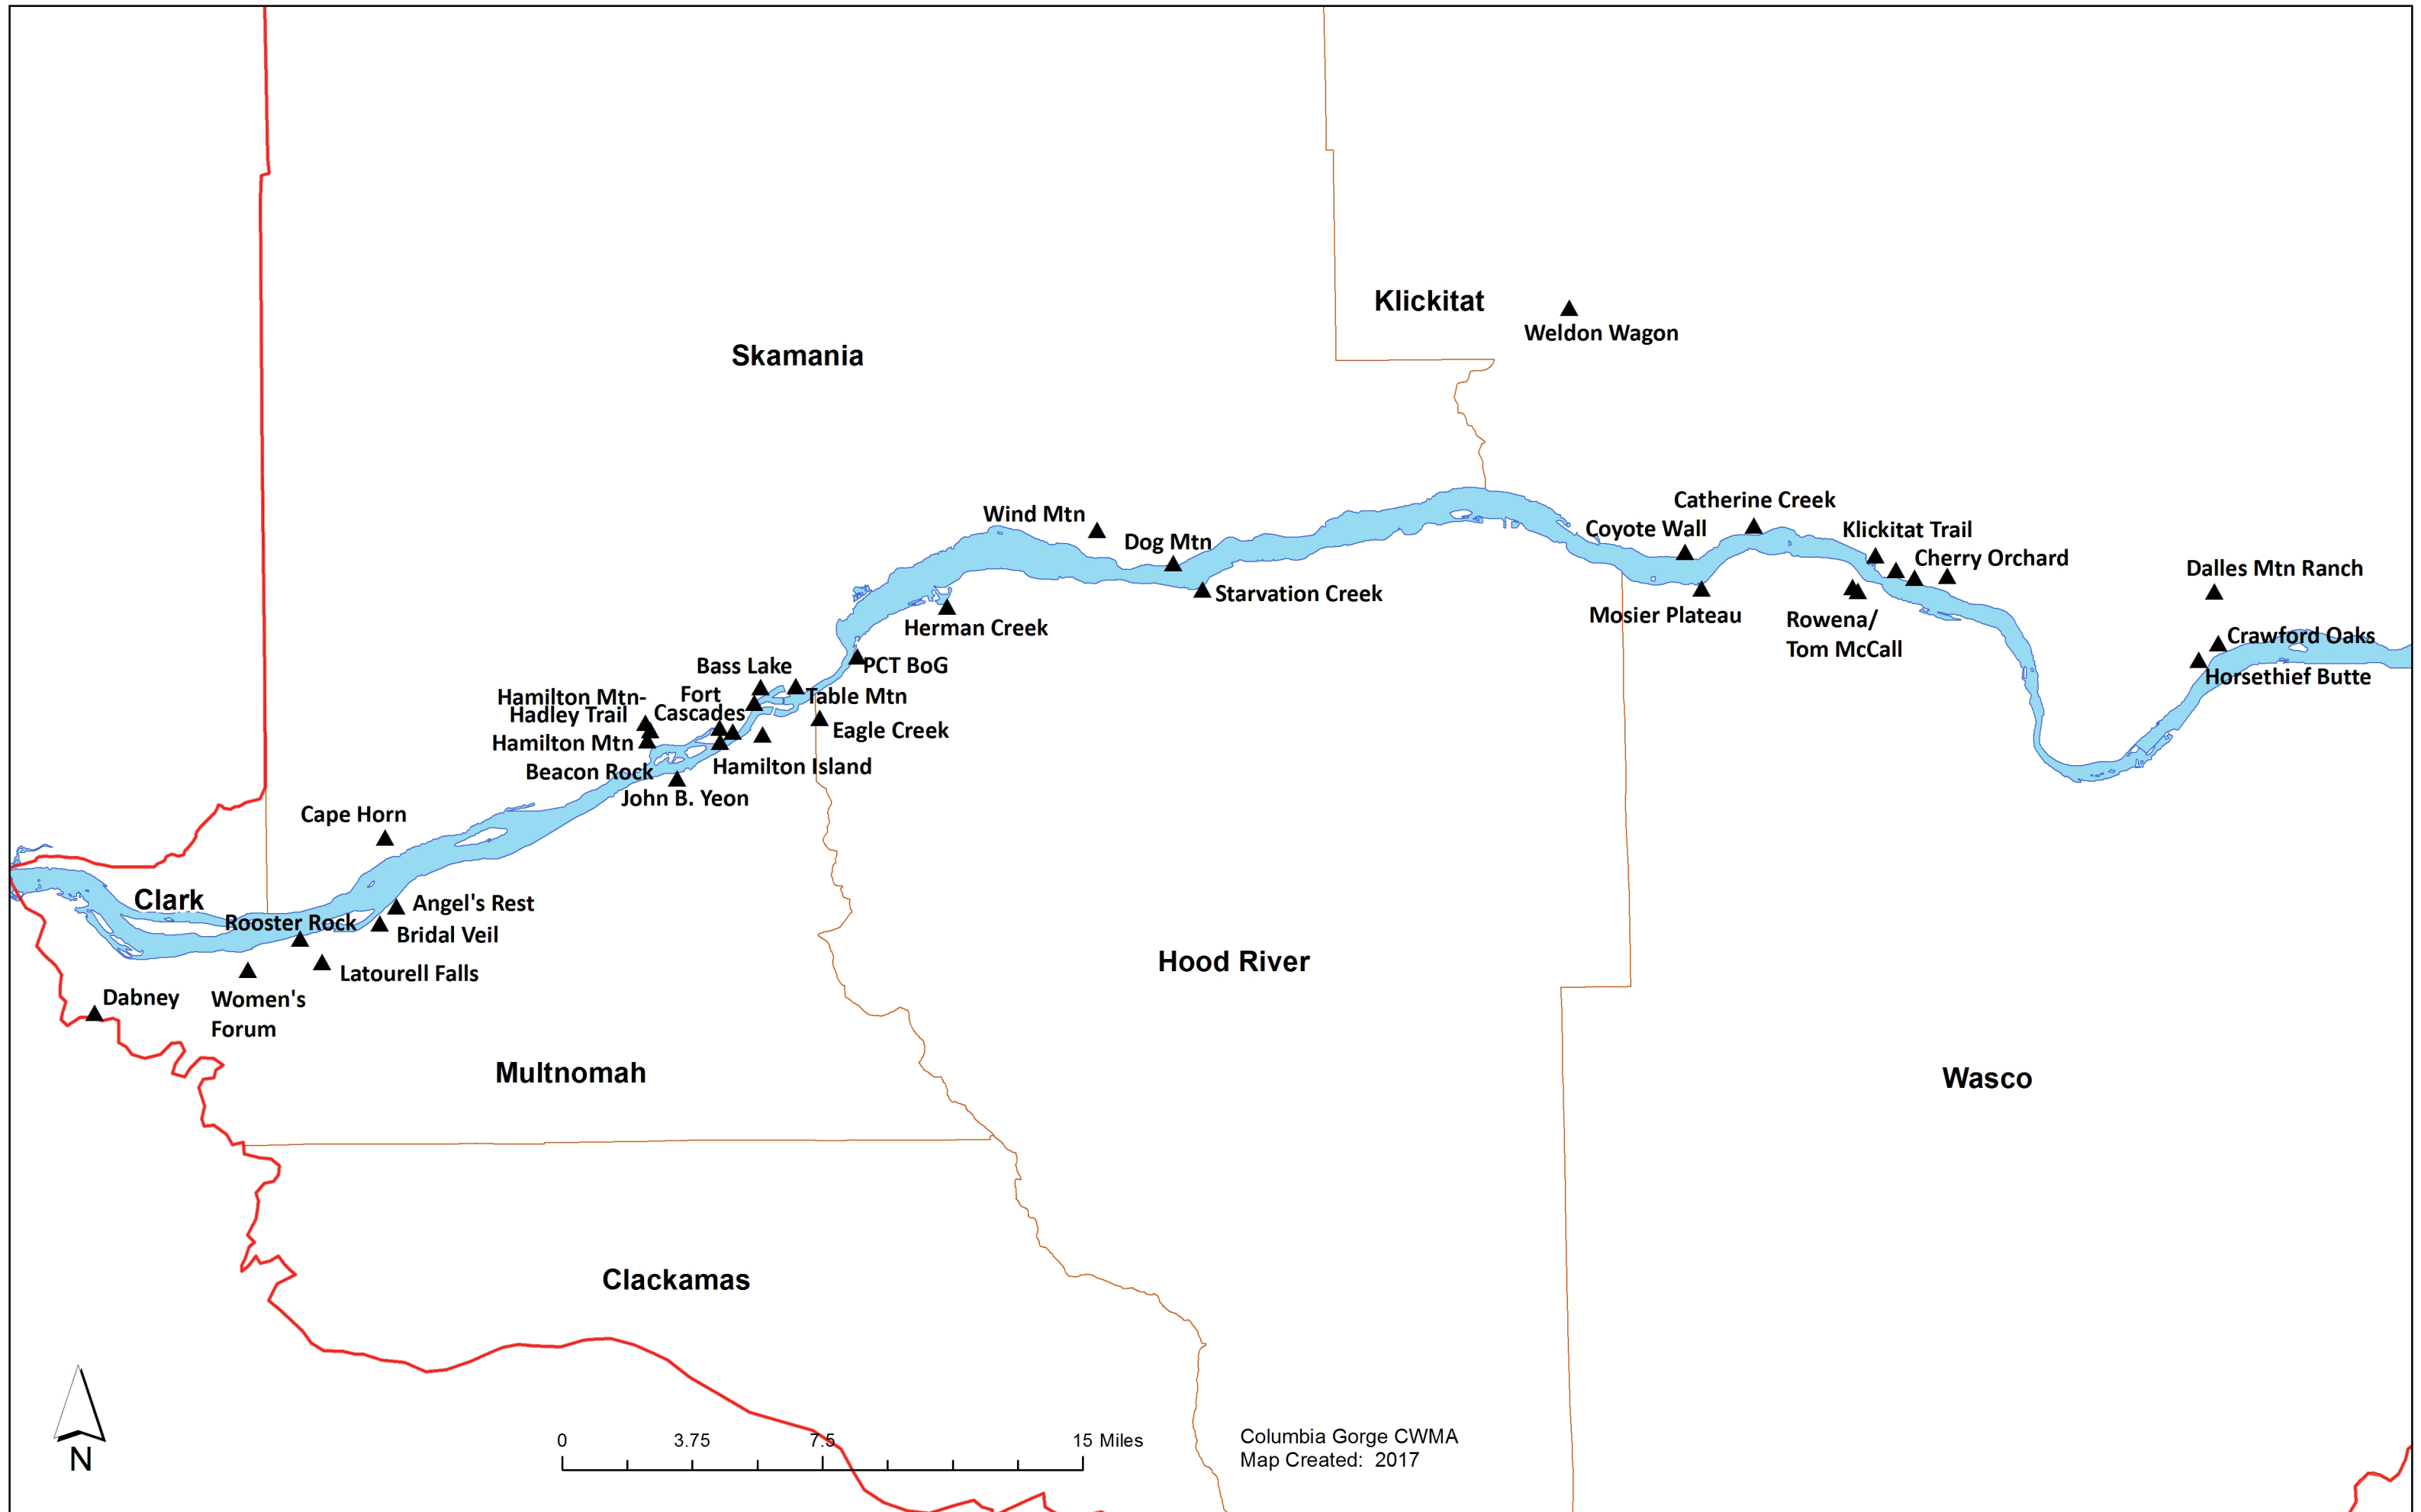 Klickitat
Weldon Wagon
Skamania
Catherine Creek
Wind Mtn
Coyote Wall
Klickitat Trail
Dog Mtn
Cherry Orchard
Dalles Mtn Ranch
Starvation Creek
Mosier Plateau
Rowena/
Tom McCall
Herman Creek
Crawford Oaks
Horsethief Butte
Bass Lake
PCT BoG
Hamilton Mtn-
Hadley Trail
Fort
Cascades
Table Mtn
Eagle Creek
Hamilton Mtn
Beacon Rock
Hamilton Island
John B. Yeon
Cape Horn
Clark
Angel's Rest
Rooster Rock
Bridal Veil
Latourell Falls
Dabney
Women's
Forum
Hood River
Multnomah
Wasco
Clackamas
N
0 3.75 7.5 15 Miles
Columbia Gorge CWMA
Map Created: 2017